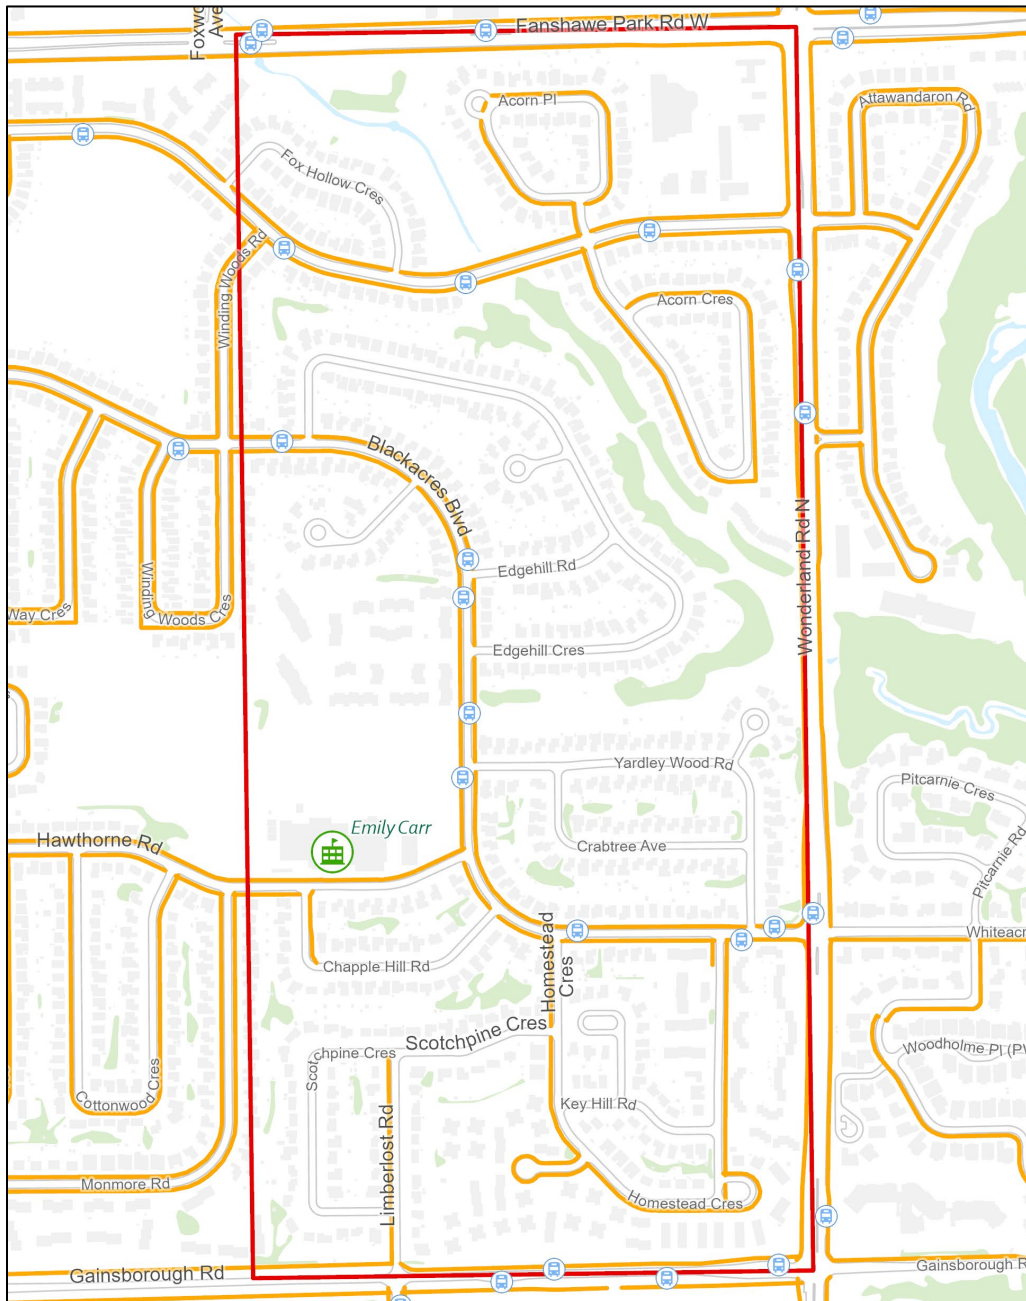 Foxwo
Ave
Fanshawe Park Rd W
Acorn Pl
Attawandaron Rd
Fox Hollow Cres
Winding Woods Rd
Acorn Cres
Blackacres Blvd
Wonderland Rd N
Edgehill Rd
Winding
Woods Cres
Way Cres
Edgehill Cres
Yardley Wood Rd
Pitcarnie Cres
Emily Carr
Hawthorne Rd
Crabtree Ave
Pitcarnie Rd
Homestead
Cres
Whiteacr
Chapple Hill Rd
Scotchpine Cres
Scotchpine Cres
Woodholme Pl (PV
Cottonwood Cres
Key Hill Rd
Limberlost Rd
Monmore Rd
Homestead Cres
Gainsborough Rd
Gainsborough R